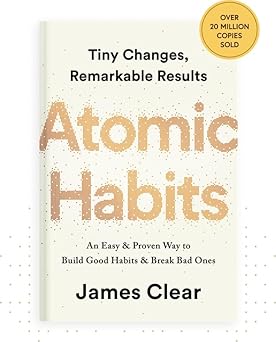 OVER
20 MILLION
COPIES
SOLD
Tiny Changes,
Remarkable Results
Atomic
Habits
An Easy & Proven Way to
Build Good Habits & Break Bad Ones
James Clear